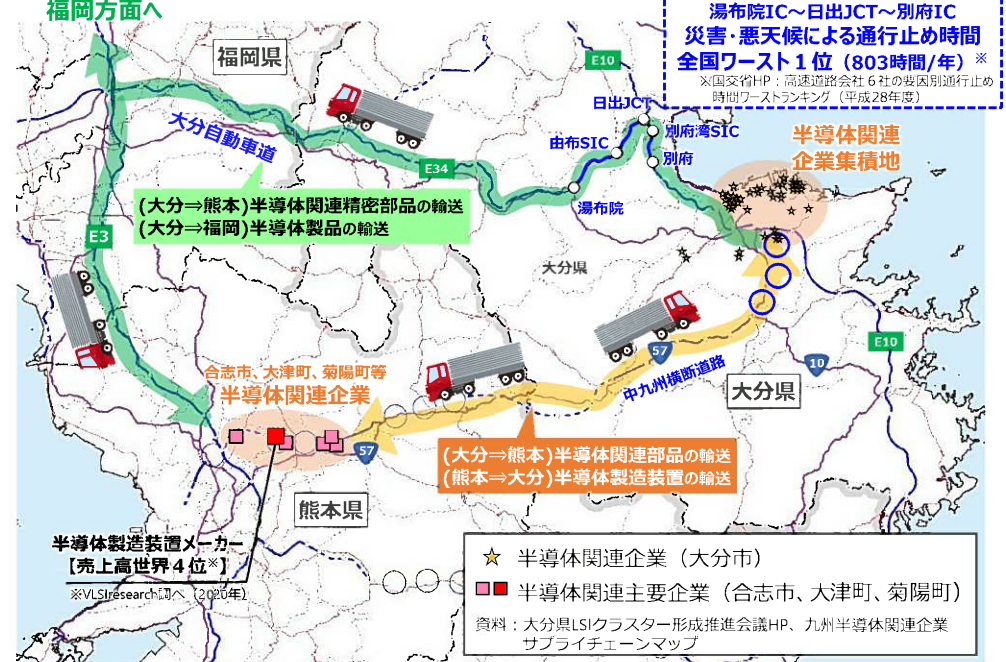 福岡方面へ
湯布院IC～日出JCT～別府IC
災害・悪天候による通行止め時間
全国ワースト１位（803時間/年）※
※国交省HP：高速道路会社６社の要因別通行止め
時間ワーストランキング（平成28年度）
福岡県
E10
日出JCT
大分自動車道
由布SIC
別府湾SIC
別府
半導体関連
企業集積地
E34
湯布院
(大分⇒熊本)半導体関連精密部品の輸送
(大分⇒福岡)半導体製品の輸送
E3
大分県
E10
57
10
中九州横断道路
大分県
合志市、大津町、菊陽町等
半導体関連企業
57
(大分⇒熊本)半導体関連部品の輸送
(熊本⇒大分)半導体製造装置の輸送
熊本県
半導体製造装置メーカー
【売上高世界４位※】
※VLSIresearch調べ（2020年）
半導体関連企業（大分市）
半導体関連主要企業（合志市、大津町、菊陽町）
資料：大分県LSIクラスター形成推進会議HP、九州半導体関連企業
サプライチェーンマップ